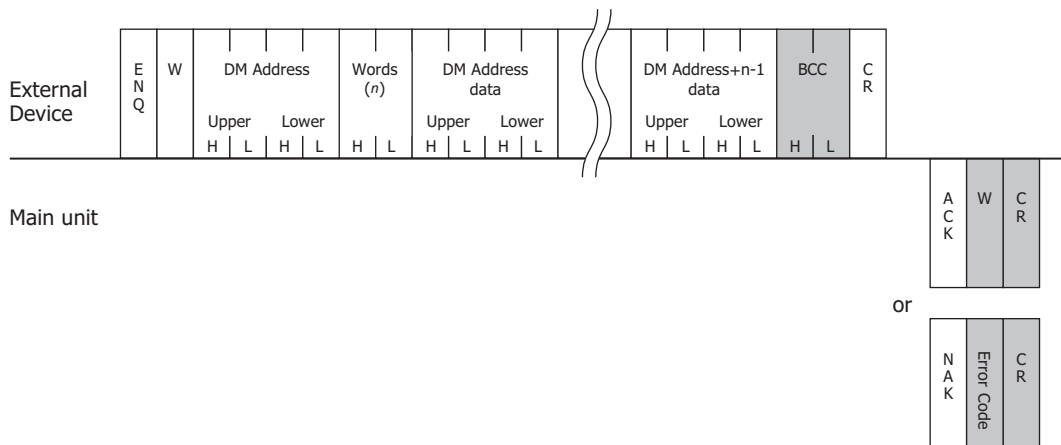 External Device
E N Q
W
DM Address
Upper Lower
H L H L
Words (n)
H L
DM Address data
Upper Lower
H L H L
DM Address+n-1 data
Upper Lower
H L H L
BCC
H L
C R
Main unit
A C K
W
C R
or
N A K
Error Code
C R